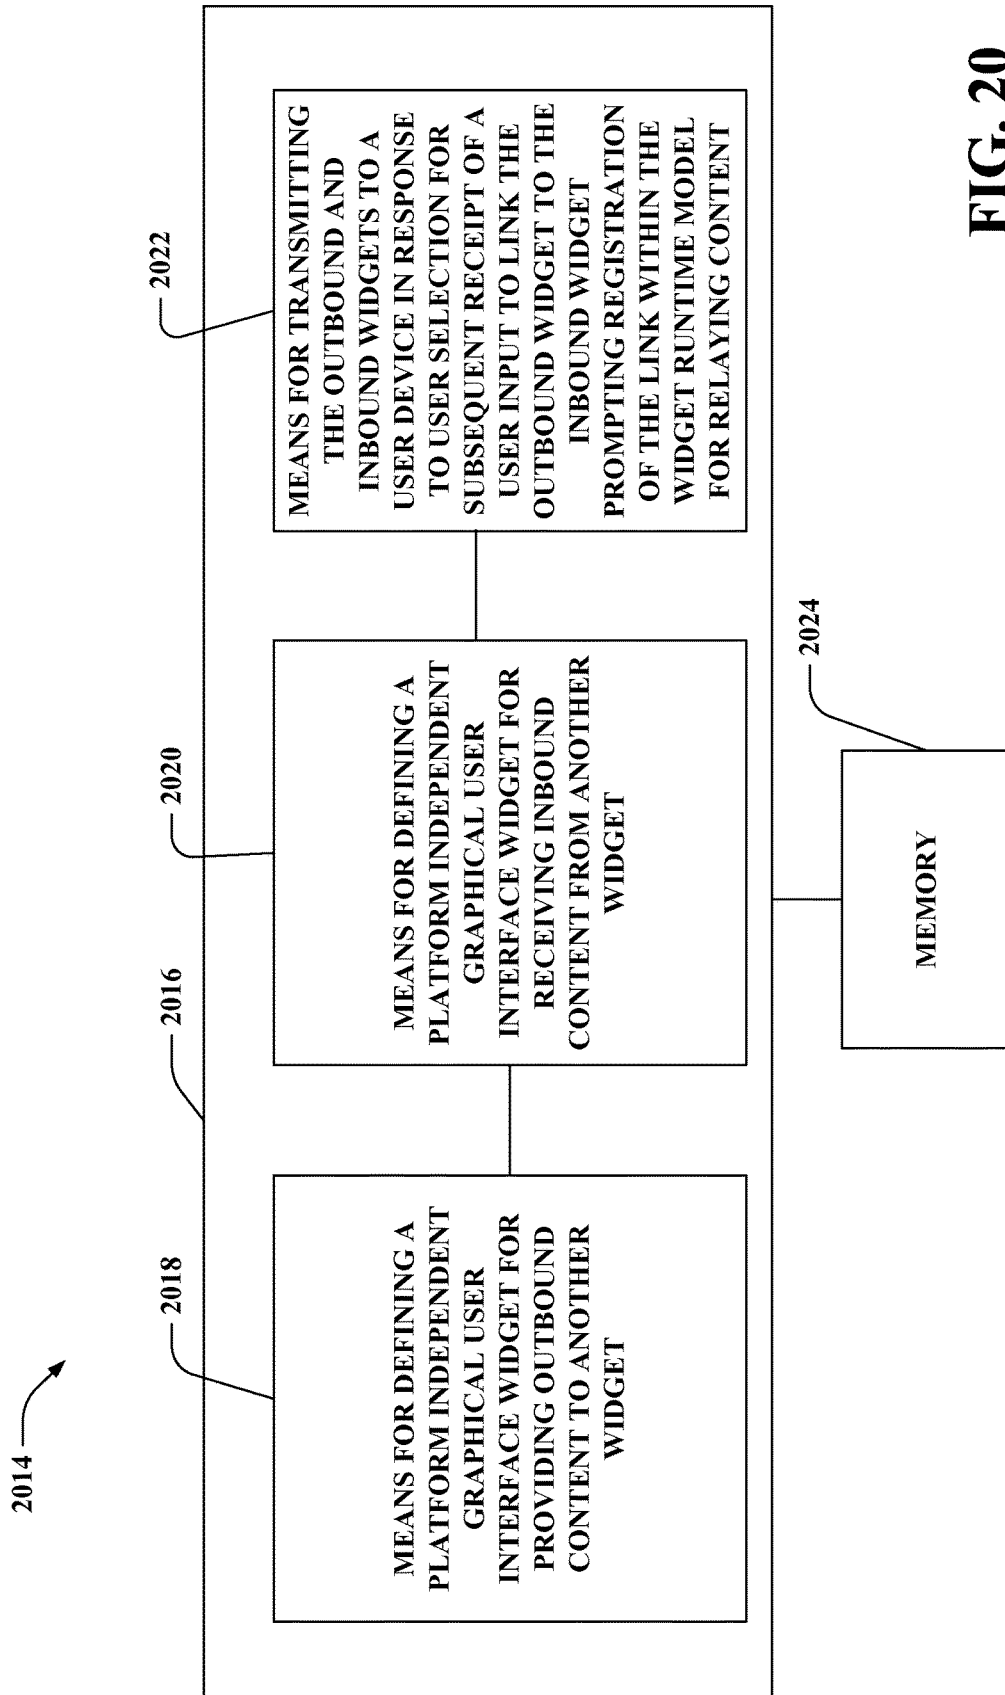 2014
2016
2018
MEANS FOR DEFINING A
PLATFORM INDEPENDENT
GRAPHICAL USER
INTERFACE WIDGET FOR
PROVIDING OUTBOUND
CONTENT TO ANOTHER
WIDGET
2020
MEANS FOR DEFINING A
PLATFORM INDEPENDENT
GRAPHICAL USER
INTERFACE WIDGET FOR
RECEIVING INBOUND
CONTENT FROM ANOTHER
WIDGET
2022
MEANS FOR TRANSMITTING
THE OUTBOUND AND
INBOUND WIDGETS TO A
USER DEVICE IN RESPONSE
TO USER SELECTION FOR
SUBSEQUENT RECEIPT OF A
USER INPUT TO LINK THE
OUTBOUND WIDGET TO THE
INBOUND WIDGET
PROMPTING REGISTRATION
OF THE LINK WITHIN THE
WIDGET RUNTIME MODEL
FOR RELAYING CONTENT
2024
MEMORY
FIG. 20